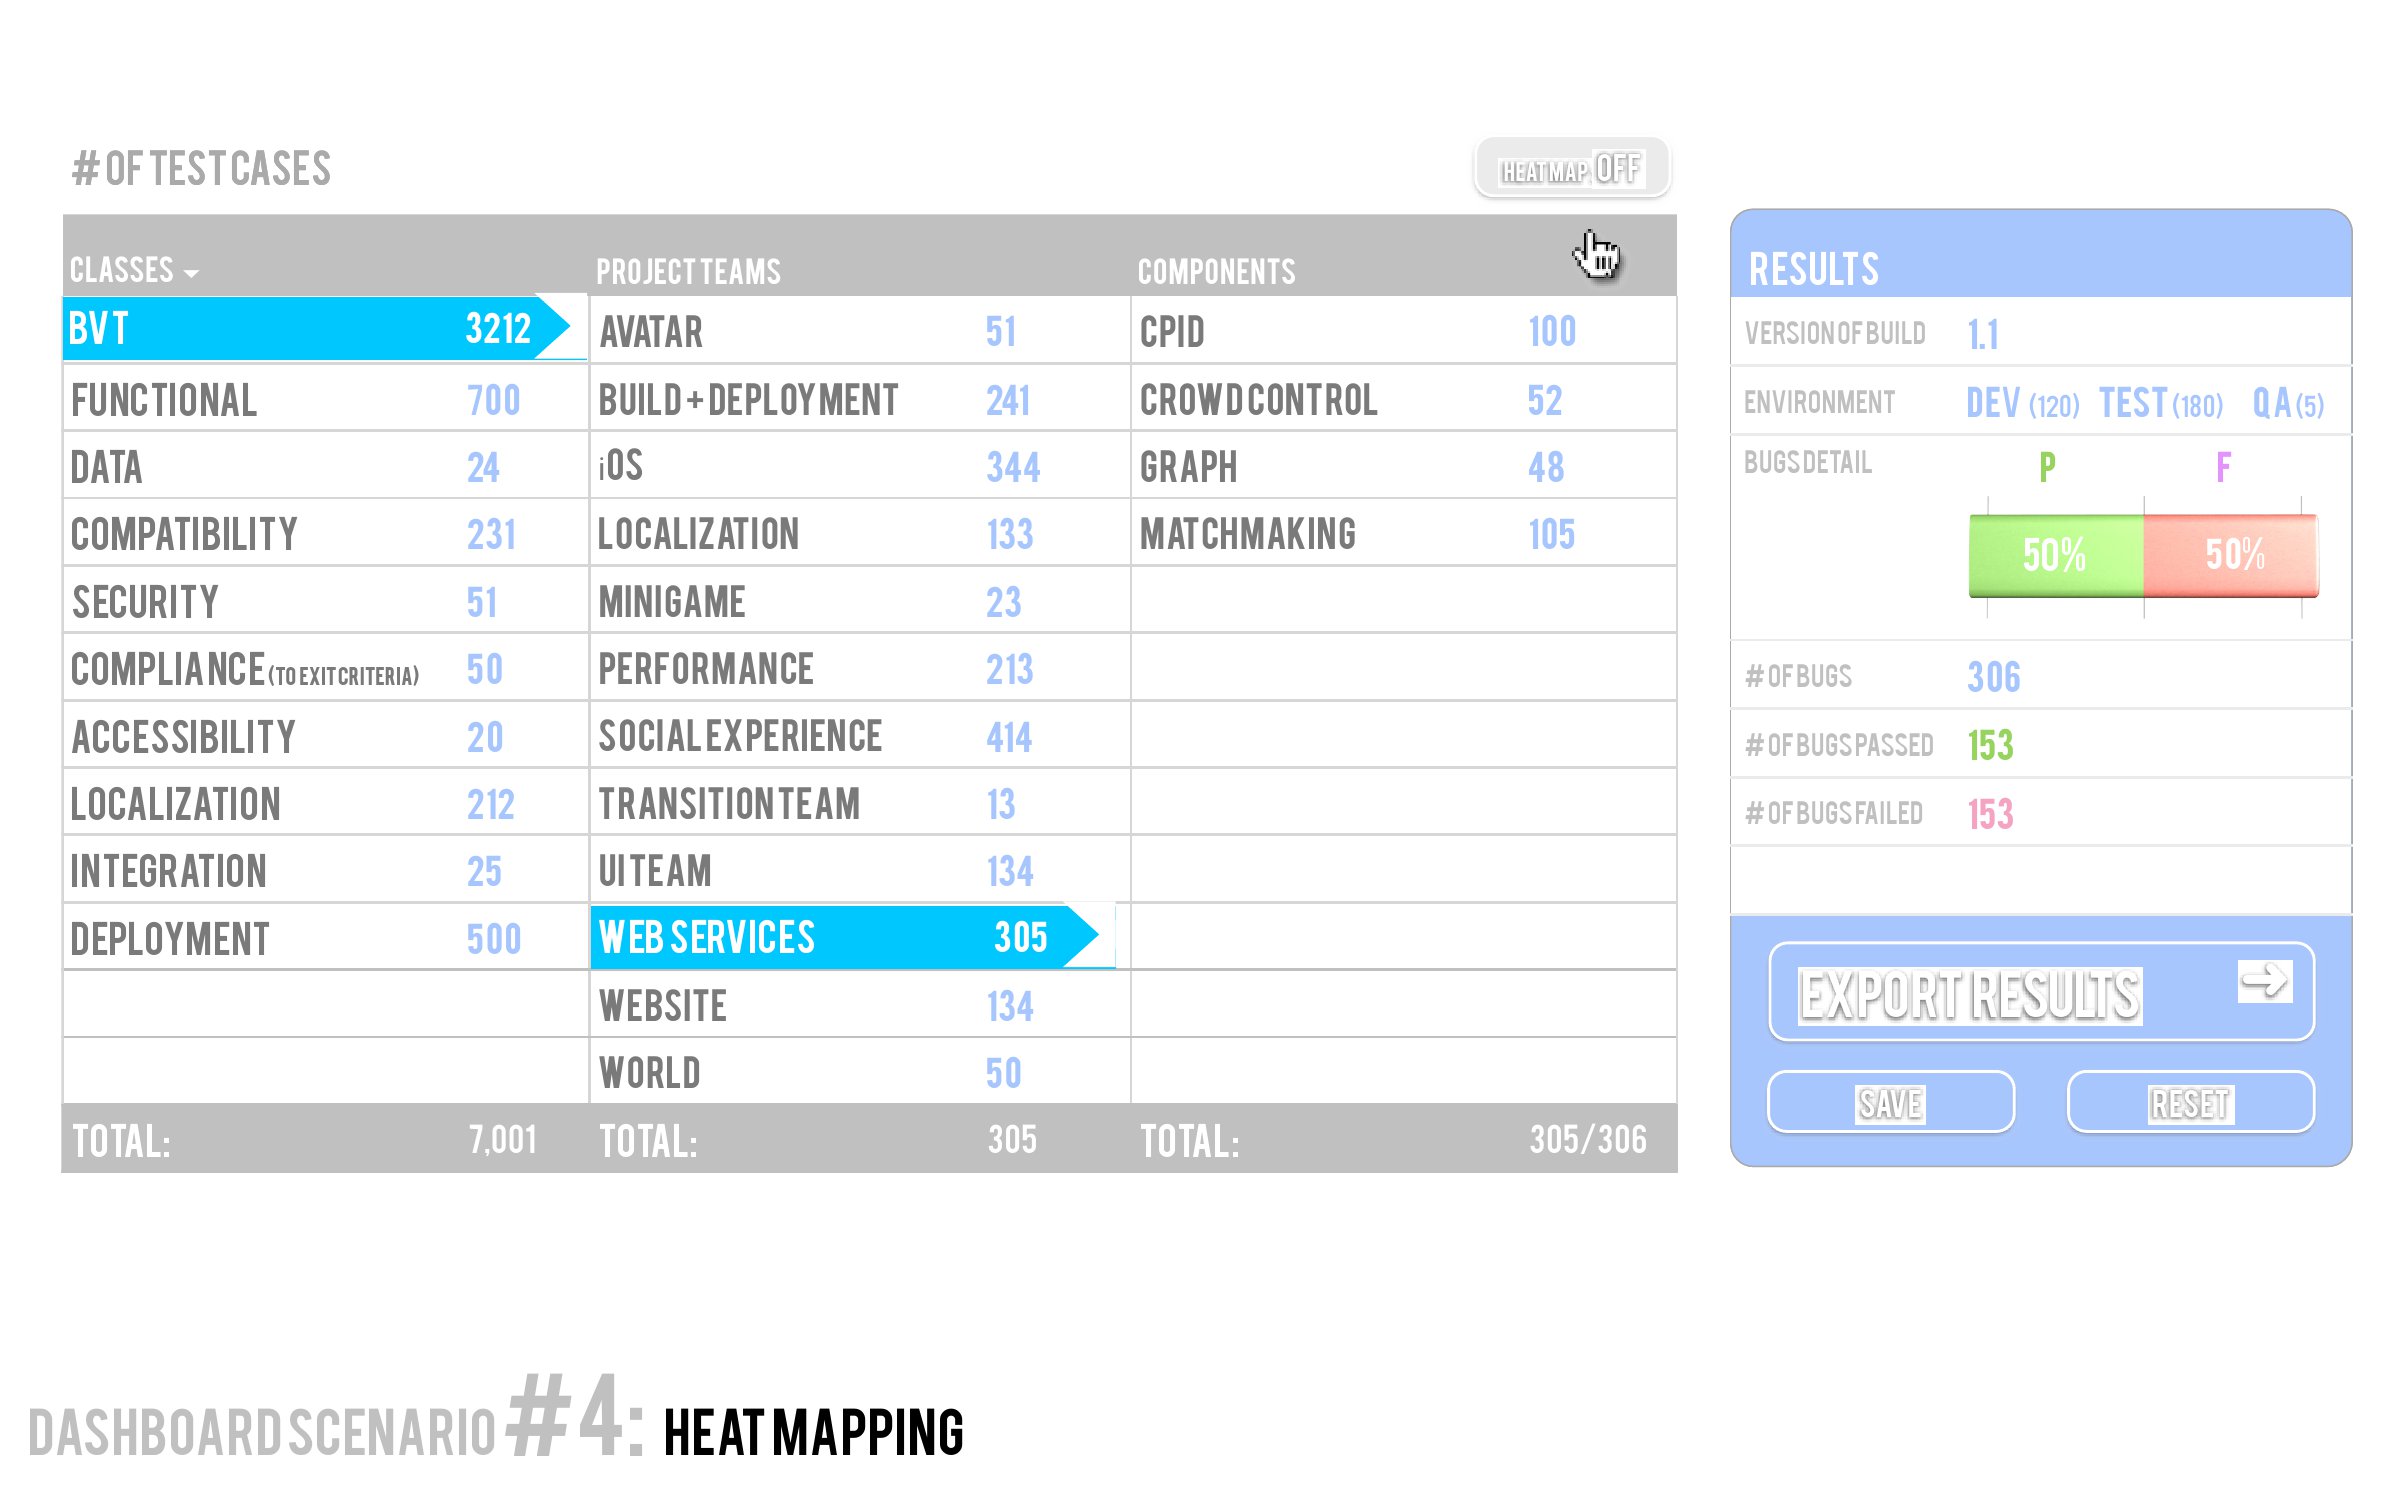 # OF TEST CASES
HEATMAP: OFF
CLASSES PROJECT TEAMS COMPONENTS
BVT 3212 AVATAR 51 CPID 100
FUNCTIONAL 700 BUILD + DEPLOYMENT 241 CROWD CONTROL 52
DATA 24 iOS 344 GRAPH 48
COMPATIBILITY 231 LOCALIZATION 133 MATCHMAKING 105
SECURITY 51 MINIGAME 23
COMPLIANCE (TO EXIT CRITERIA) 50 PERFORMANCE 213
ACCESSIBILITY 20 SOCIAL EXPERIENCE 414
LOCALIZATION 212 TRANSITION TEAM 13
INTEGRATION 25 UI TEAM 134
DEPLOYMENT 500 WEB SERVICES 305
WEBSITE 134
WORLD 50
TOTAL: 7,001 TOTAL: 305 TOTAL: 305/306
RESULTS
VERSION OF BUILD 1.1
ENVIRONMENT DEV (120) TEST (180) QA (5)
BUGS DETAIL P F
50% 50%
# OF BUGS 306
# OF BUGS PASSED 153
# OF BUGS FAILED 153
EXPORT RESULTS
SAVE RESET
DASHBOARD SCENARIO #4: HEAT MAPPING